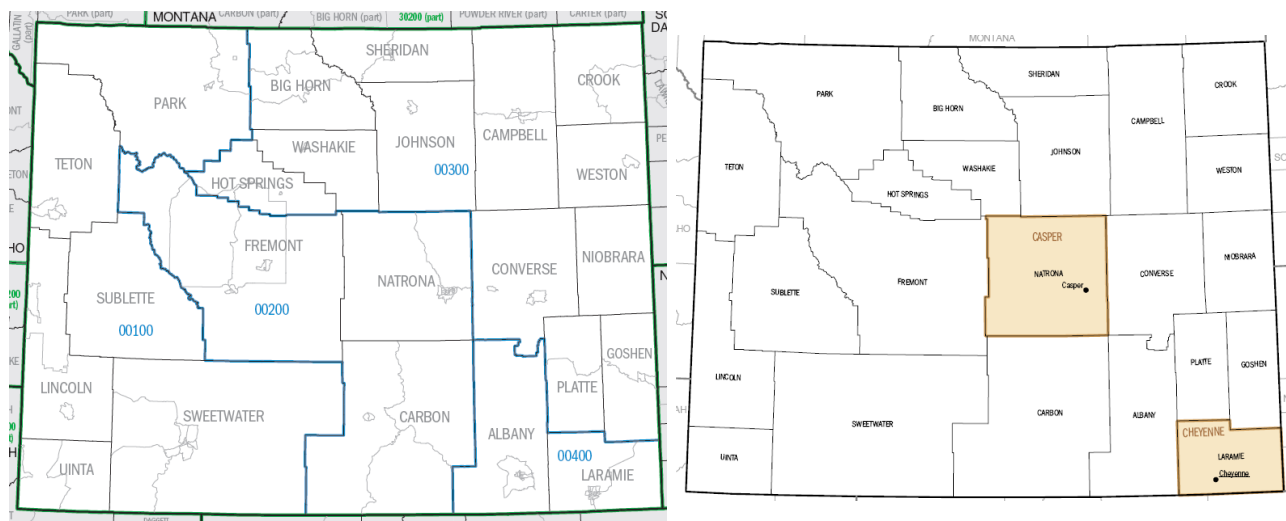 PARK (part)
MONTANA
CARBON (part)
BIG HORN (part)
30200 (part)
POWDER RIVER (part)
CARTER (part)
DA
GALLATIN (part)
SHERIDAN
BIG HORN
CROOK
PARK
JOHNSON
CAMPBELL
WASHAKIE
TETON
00300
WESTON
HOT SPRINGS
FREMONT
NIOBRARA
CONVERSE
NATRONA
SUBLETTE
00200
00100
GOSHEN
PLATTE
LINCOLN
SWEETWATER
CARBON
ALBANY
00400
UINTA
LARAMIE
MONTANA
SHERIDAN
CROOK
PARK
BIG HORN
CAMPBELL
JOHNSON
TETON
WASHAKIE
WESTON
HOT SPRINGS
CASPER
NIOBRARA
NATRONA
CONVERSE
FREMONT
Casper
SUBLETTE
PLATTE
GOSHEN
LINCOLN
CARBON
ALBANY
SWEETWATER
CHEYENNE
UINTA
LARAMIE
Cheyenne